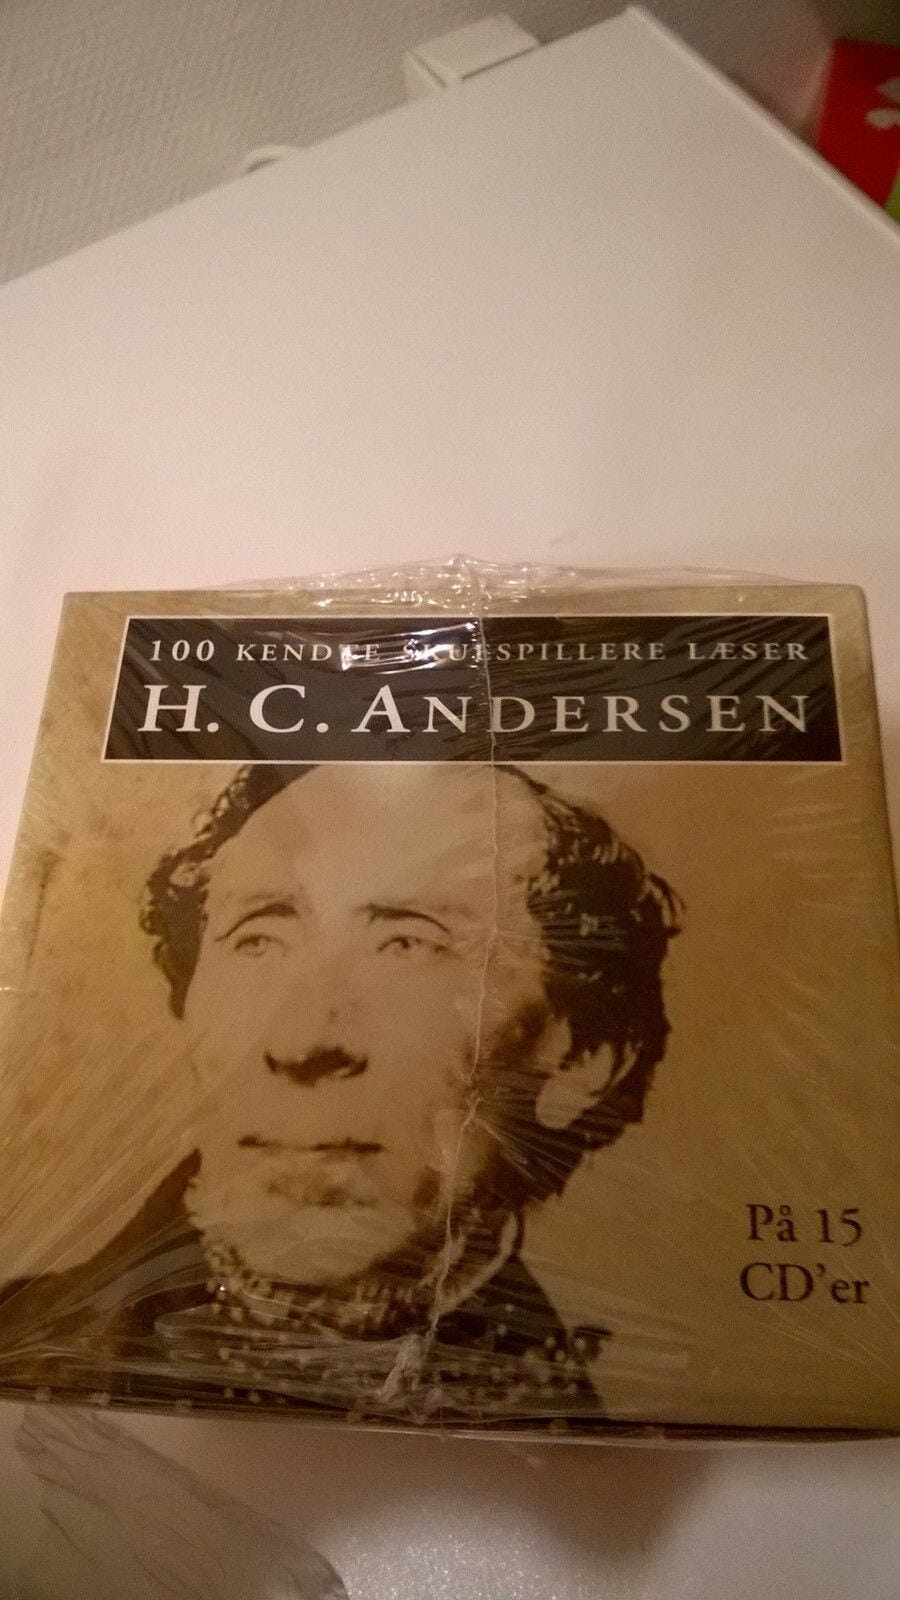 100 KENDTE SKUESPILLERE LÆSER
H. C. ANDERSEN
På 15
CD'er